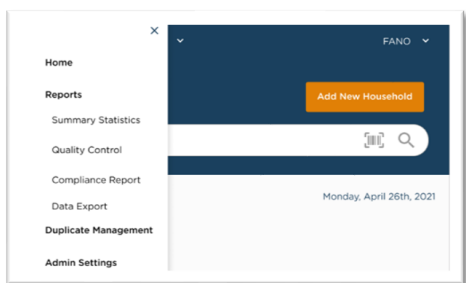 FANO
Home
Reports
Add New Household
Summary Statistics
Quality Control
Compliance Report
Data Export
Monday, April 26th, 2021
Duplicate Management
Admin Settings